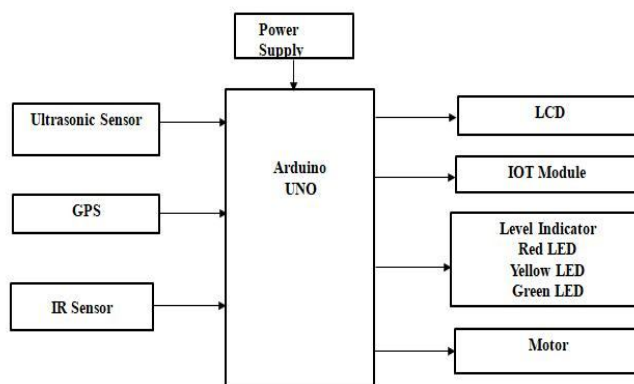 Power
Supply
Ultrasonic Sensor
GPS
IR Sensor
Arduino
UNO
LCD
IOT Module
Level Indicator
Red LED
Yellow LED
Green LED
Motor